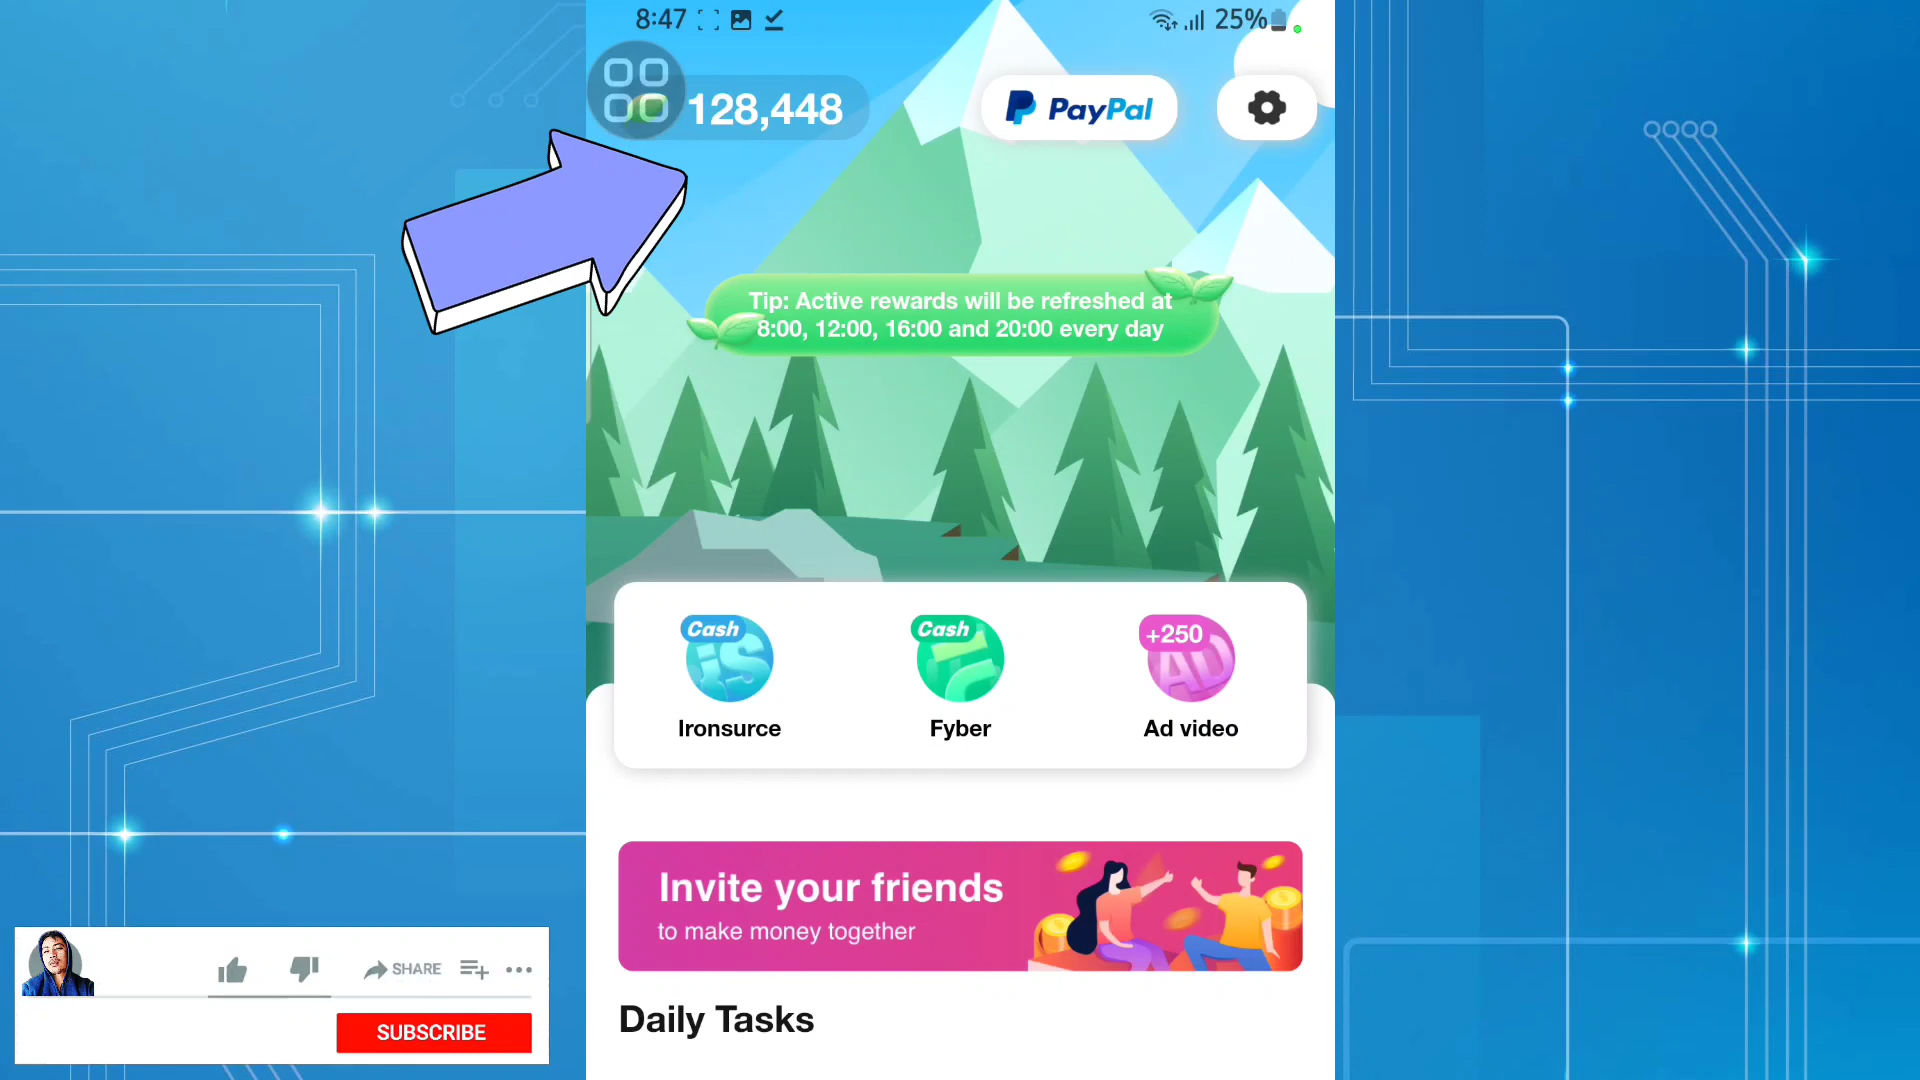 8:47
25%
128,448
PayPal
Tip: Active rewards will be refreshed at
8:00, 12:00, 16:00 and 20:00 every day
Cash
iS
Ironsurce
Cash
Fyber
+250
AD
Ad video
Invite your friends
to make money together
Daily Tasks
SHARE
SUBSCRIBE